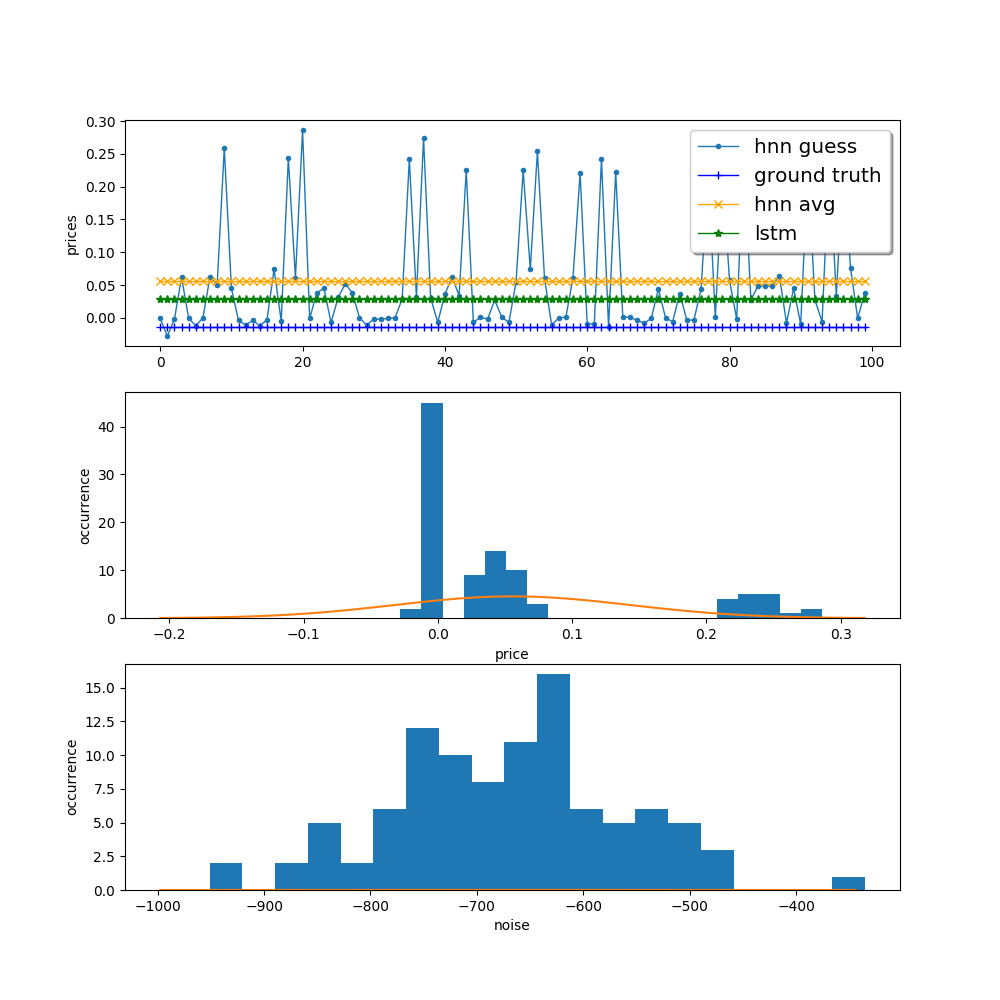 0.30
0.25
0.20
0.15
0.10
0.05
0.00
prices
hnn guess
ground truth
hnn avg
lstm
0 20 40 60 80 100
40
30
20
10
0
occurrence
−0.2 −0.1 0.0 0.1 0.2 0.3
price
15.0
12.5
10.0
7.5
5.0
2.5
0.0
occurrence
−1000 −900 −800 −700 −600 −500 −400
noise